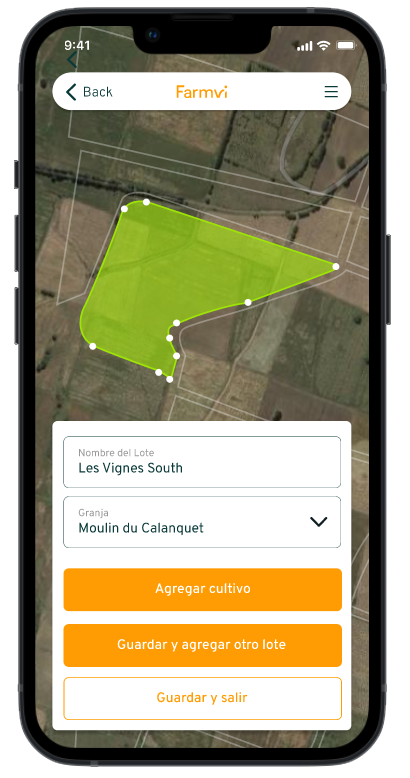 9:41
Back
Farmvi
Nombre del Lote
Les Vignes South
Granja
Moulin du Calanquet
Agregar cultivo
Guardar y agregar otro lote
Guardar y salir